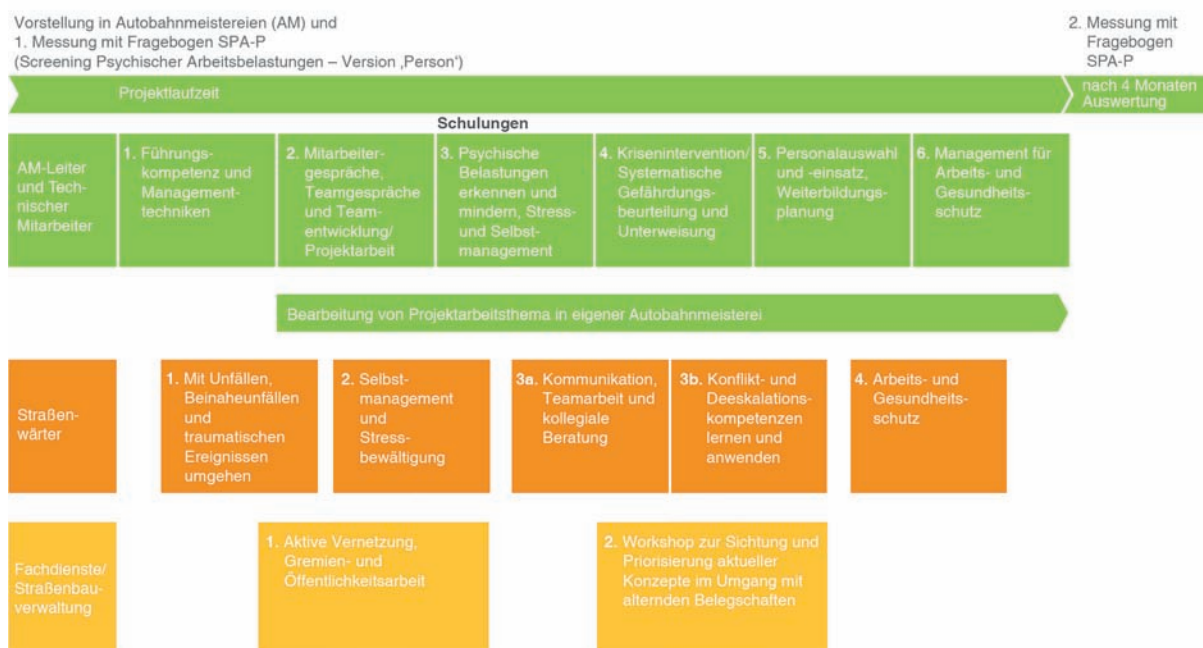 Vorstellung in Autobahnmeistereien (AM) und
1. Messung mit Fragebogen SPA-P
(Screening Psychischer Arbeitsbelastungen – Version ‚Person‘)
2. Messung mit
Fragebogen
SPA-P
Projektlaufzeit
nach 4 Monaten
Auswertung
Schulungen
AM-Leiter
und Tech-
nischer
Mitarbeiter
1. Führungs-
kompetenz und
Management-
techniken
2. Mitarbeiter-
gespräche,
Teamgespräche
und Team-
entwicklung/
Projektarbeit
3. Psychische
Belastungen
erkennen und
mindern, Stress-
und Selbst-
management
4. Krisenintervention/
Systematische
Gefährdungs-
beurteilung und
Unterweisung
5. Personalauswahl
und -einsatz,
Weiterbildungs-
planung
6. Management für
Arbeits- und
Gesundheits-
schutz
Bearbeitung von Projektarbeitsthema in eigener Autobahnmeisterei
Straßen-
wärter
1. Mit Unfällen,
Beinaheunfällen
und
traumatischen
Ereignissen
umgehen
2. Selbst-
management
und
Stress-
bewältigung
3a. Kommunikation,
Teamarbeit und
kollegiale
Beratung
3b. Konflikt- und
Deeskalations-
kompetenzen
lernen und
anwenden
4. Arbeits- und
Gesundheits-
schutz
Fachdienste/
Straßenbau-
verwaltung
1. Aktive Vernetzung,
Gremien- und
Öffentlichkeitsarbeit
2. Workshop zur Sichtung und
Priorisierung aktueller
Konzepte im Umgang mit
alternden Belegschaften